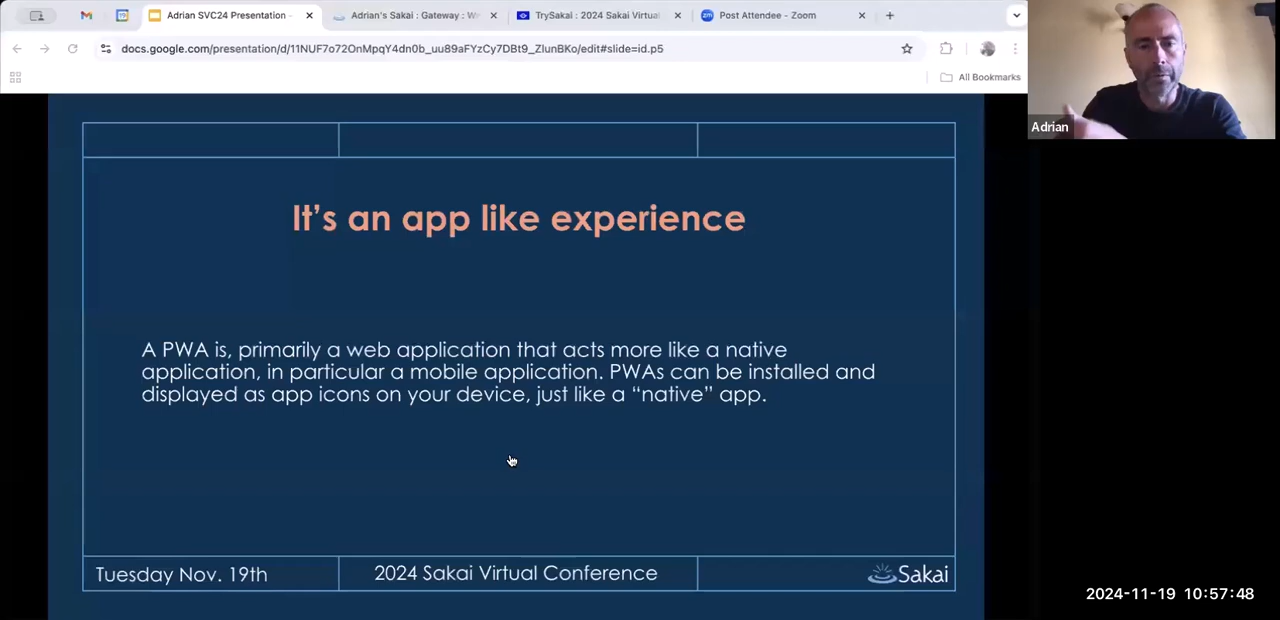 Adrian SVC24 Presentation -
Adrian's Sakai : Gateway : W
TrySakai : 2024 Sakai Virtual
Post Attendee - Zoom
docs.google.com/presentation/d/11NUF7o72OnMpqY4dn0b_uu89aFYzCy7DBt9_ZlunBKo/edit#slide=id.p5
All Bookmarks
Adrian
It's an app like experience
A PWA is, primarily a web application that acts more like a native
application, in particular a mobile application. PWAs can be installed and
displayed as app icons on your device, just like a “native” app.
Tuesday Nov. 19th
2024 Sakai Virtual Conference
Sakai
2024-11-19 10:57:48